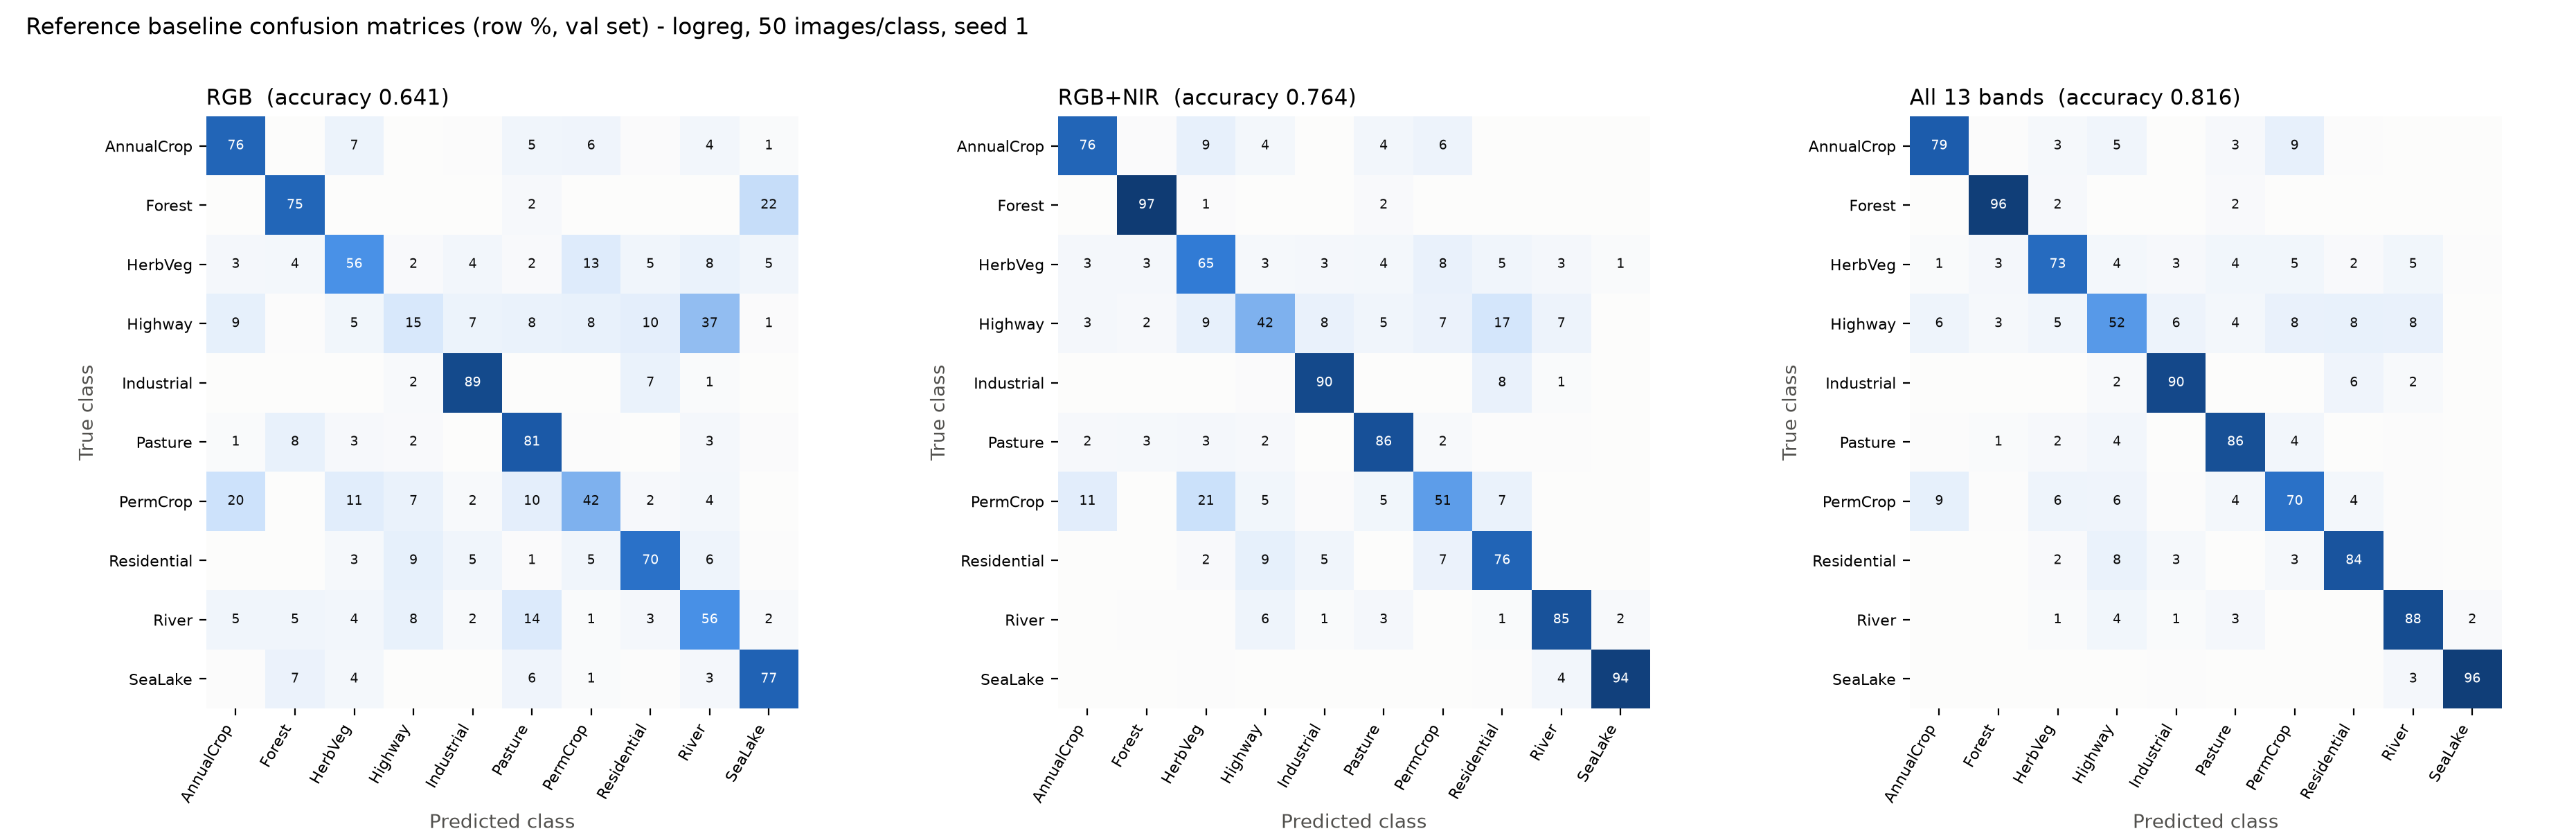 Reference baseline confusion matrices (row %, val set) - logreg, 50 images/class, seed 1
RGB (accuracy 0.641)
True class
AnnualCrop 76 7 5 6 4 1
Forest 75 2 22
HerbVeg 3 4 56 2 4 2 13 5 8 5
Highway 9 5 15 7 8 8 10 37 1
Industrial 2 89 7 1
Pasture 1 8 3 2 81 3
PermCrop 20 11 7 2 10 42 2 4
Residential 3 9 5 1 5 70 6
River 5 5 4 8 2 14 1 3 56 2
SeaLake 7 4 6 1 3 77
AnnualCrop Forest HerbVeg Highway Industrial Pasture PermCrop Residential River SeaLake
Predicted class
RGB+NIR (accuracy 0.764)
True class
AnnualCrop 76 9 4 4 6
Forest 97 1 2
HerbVeg 3 3 65 3 3 4 8 5 3 1
Highway 3 2 9 42 8 5 7 17 7
Industrial 90 8 1
Pasture 2 3 3 2 86 2
PermCrop 11 21 5 5 51 7
Residential 2 9 5 7 76
River 6 1 3 1 85 2
SeaLake 4 94
AnnualCrop Forest HerbVeg Highway Industrial Pasture PermCrop Residential River SeaLake
Predicted class
All 13 bands (accuracy 0.816)
True class
AnnualCrop 79 3 5 3 9
Forest 96 2 2
HerbVeg 1 3 73 4 3 4 5 2 5
Highway 6 3 5 52 6 4 8 8 8
Industrial 2 90 6 2
Pasture 1 2 4 86 4
PermCrop 9 6 6 4 70 4
Residential 2 8 3 3 84
River 1 4 1 3 88 2
SeaLake 3 96
AnnualCrop Forest HerbVeg Highway Industrial Pasture PermCrop Residential River SeaLake
Predicted class